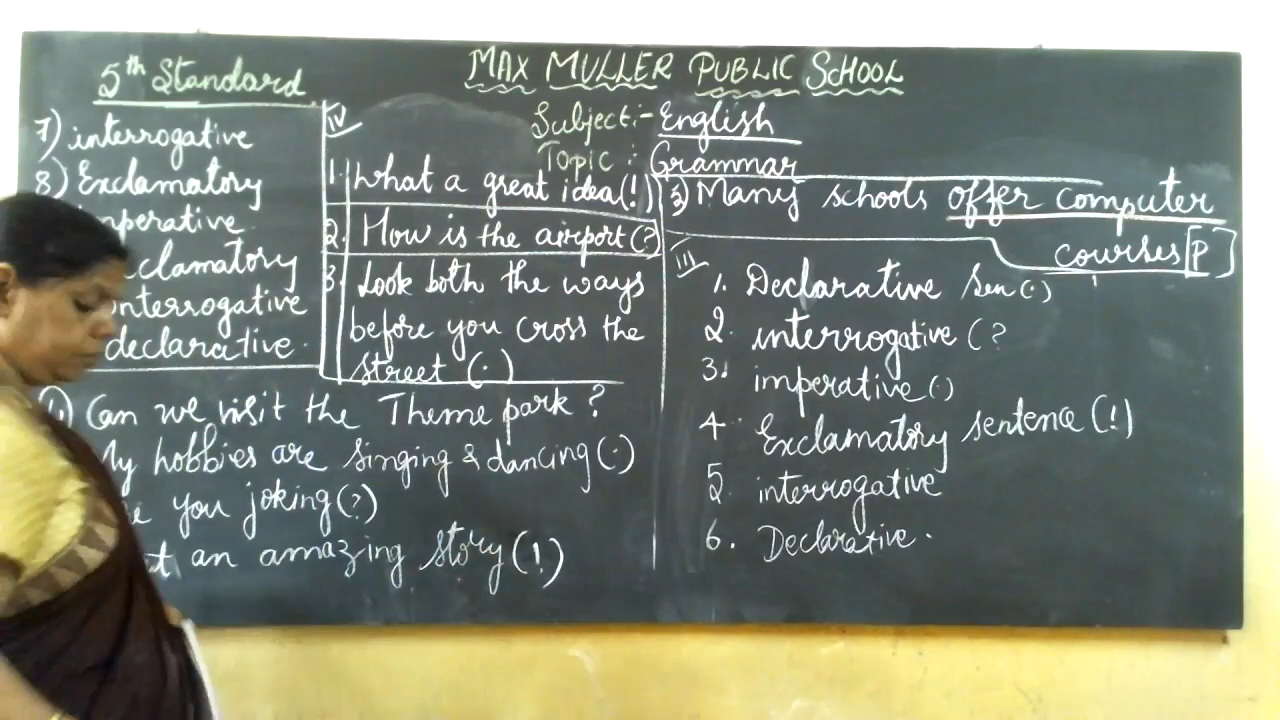 5th Standard
MAX MULLER PUBLIC SCHOOL
Subject:- English
Topic: Grammar
7) interrogative
8) Exclamatory
imperative
clamatory
interrogative
declarative.
IV
1. What a great idea(!)
2. How is the airport(?)
3. Look both the ways
before you cross the
street (.)
Can we visit the Theme park?
My hobbies are singing & dancing(.)
you joking(?)
an amazing story(!)
Many schools offer computer
courses[P]
III
1. Declarative Sen(.)
2. interrogative (?
3. imperative(.)
4 Exclamatory sentence(!)
5. interrogative
6. Declarative.